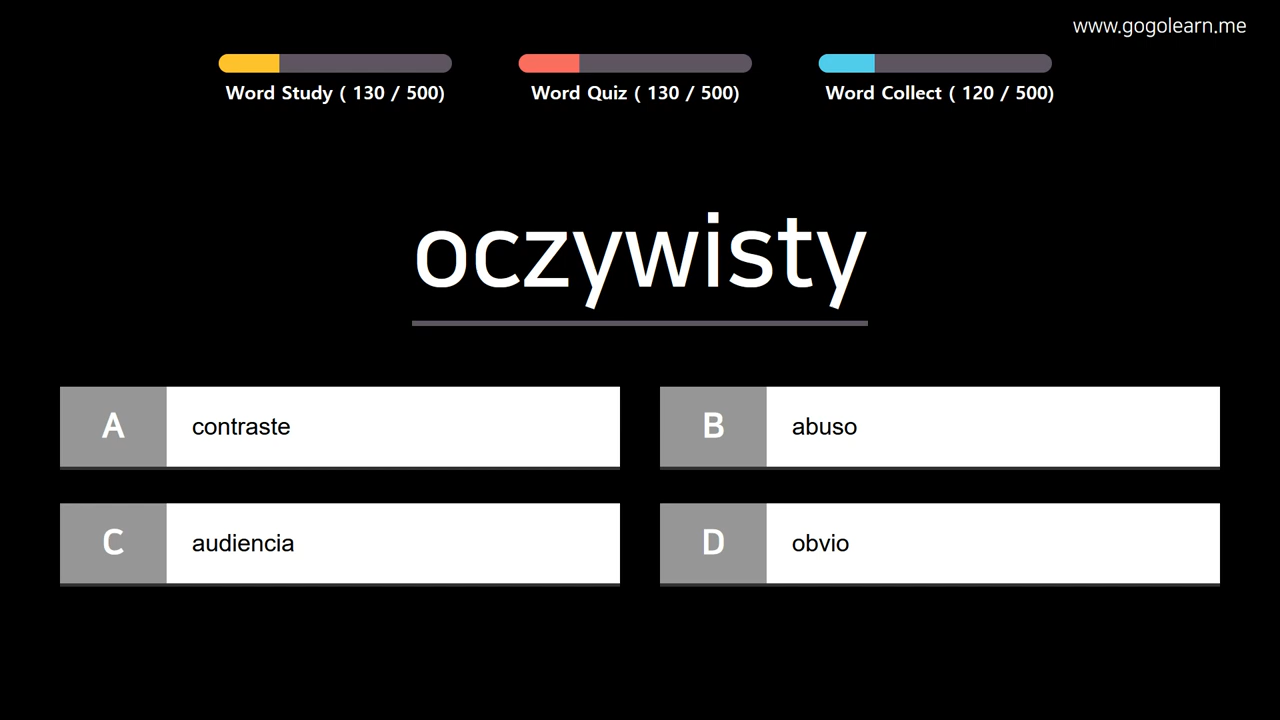 www.gogolearn.me
Word Study ( 130 / 500)
Word Quiz ( 130 / 500)
Word Collect ( 120 / 500)
oczywisty
A contraste
B abuso
C audiencia
D obvio